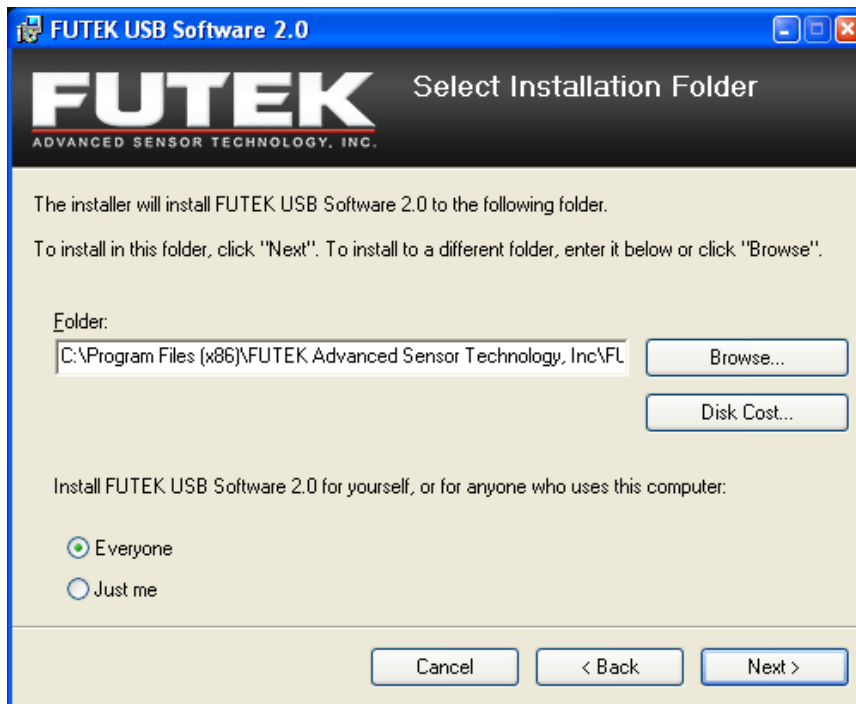 FUTEK USB Software 2.0
FUTEK
ADVANCED SENSOR TECHNOLOGY, INC.
Select Installation Folder
The installer will install FUTEK USB Software 2.0 to the following folder.
To install in this folder, click "Next". To install to a different folder, enter it below or click "Browse".
Folder:
C:\Program Files (x86)\FUTEK Advanced Sensor Technology, Inc\FU
Browse...
Disk Cost...
Install FUTEK USB Software 2.0 for yourself, or for anyone who uses this computer:
Everyone
Just me
Cancel
< Back
Next >